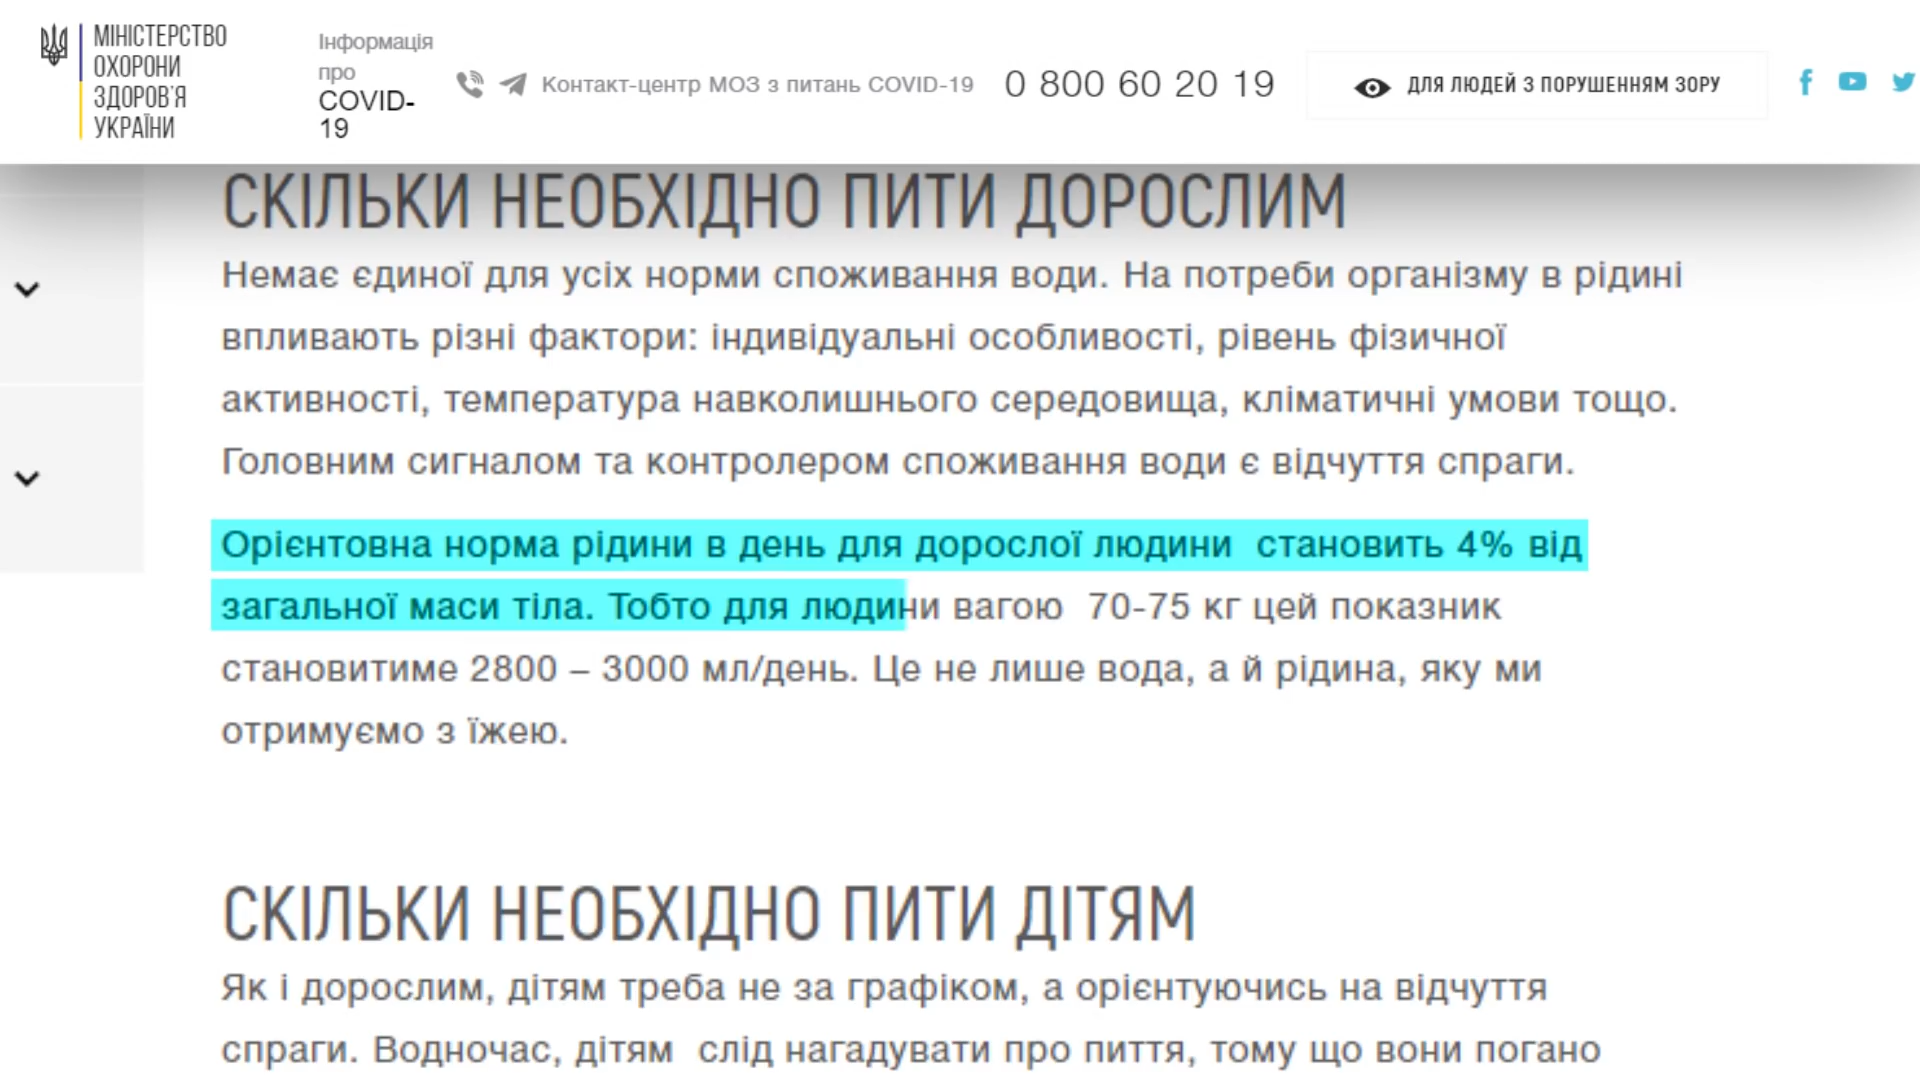 МІНІСТЕРСТВО
ОХОРОНИ
ЗДОРОВ'Я
УКРАЇНИ
Інформація
про
COVID-
19
Контакт-центр МОЗ з питань COVID-19
0 800 60 20 19
ДЛЯ ЛЮДЕЙ З ПОРУШЕННЯМ ЗОРУ
СКІЛЬКИ НЕОБХІДНО ПИТИ ДОРОСЛИМ
Немає єдиної для усіх норми споживання води. На потреби організму в рідині
впливають різні фактори: індивідуальні особливості, рівень фізичної
активності, температура навколишнього середовища, кліматичні умови тощо.
Головним сигналом та контролером споживання води є відчуття спраги.
Орієнтовна норма рідини в день для дорослої людини становить 4% від
загальної маси тіла. Тобто для людини вагою 70-75 кг цей показник
становитиме 2800 – 3000 мл/день. Це не лише вода, а й рідина, яку ми
отримуємо з їжею.
СКІЛЬКИ НЕОБХІДНО ПИТИ ДІТЯМ
Як і дорослим, дітям треба не за графіком, а орієнтуючись на відчуття
спраги. Водночас, дітям слід нагадувати про пиття, тому що вони погано